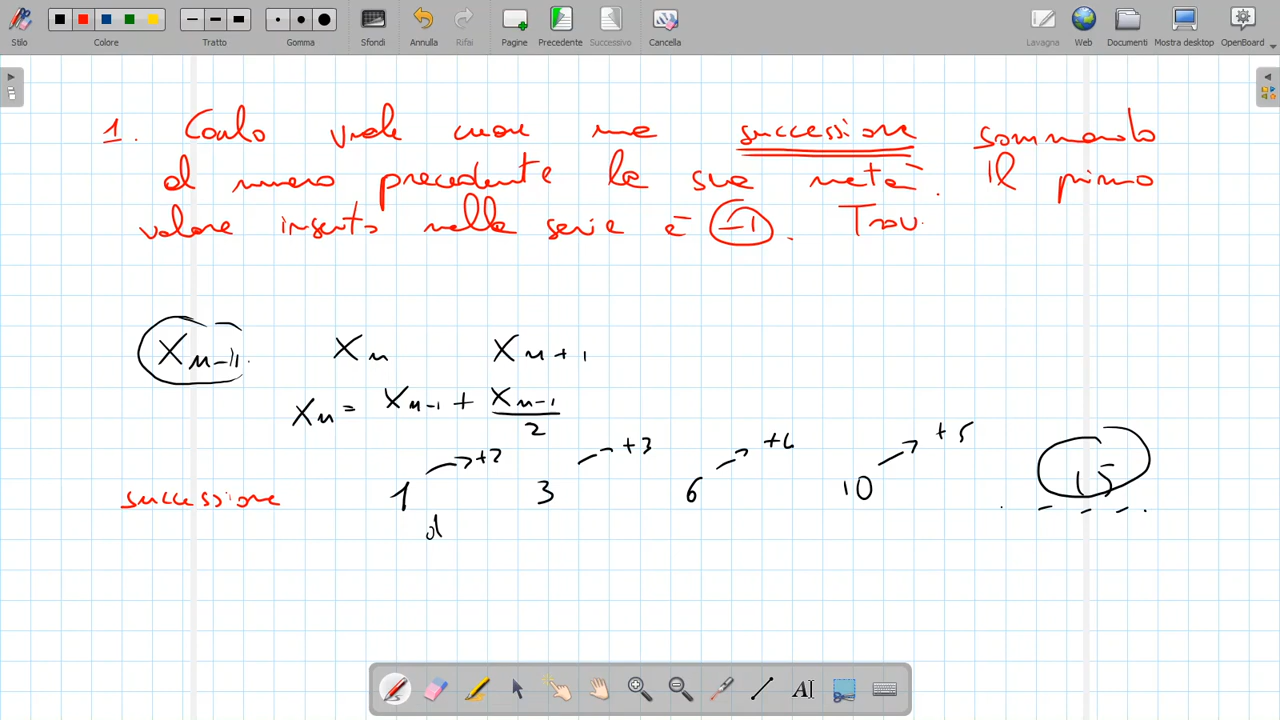 Stilo Colore Tratto Gomma Sfondi Annulla Rifai Pagine Precedente Successivo Cancella Lavagna Web Documenti Mostra desktop OpenBoard
1. Carlo vuole creare una successione sommando
al numero precedente la sua metà. Il primo
valore inserito nella serie è -1. Trov.
Xn-1 Xn Xn+1
Xn = Xn-1 + Xn-1/2
+2 +3 +4 +5
successione 1 3 6 10 15
d